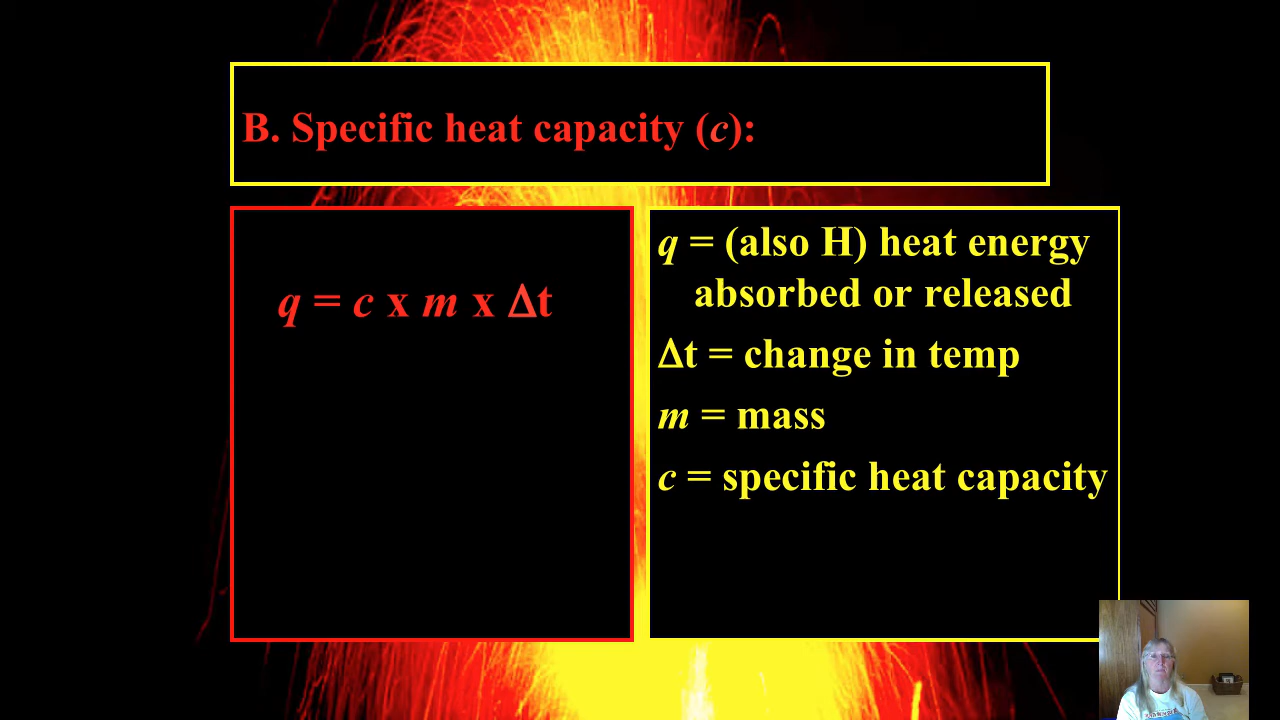 B. Specific heat capacity (c):
q = c x m x Δt
q = (also H) heat energy
absorbed or released
Δt = change in temp
m = mass
c = specific heat capacity